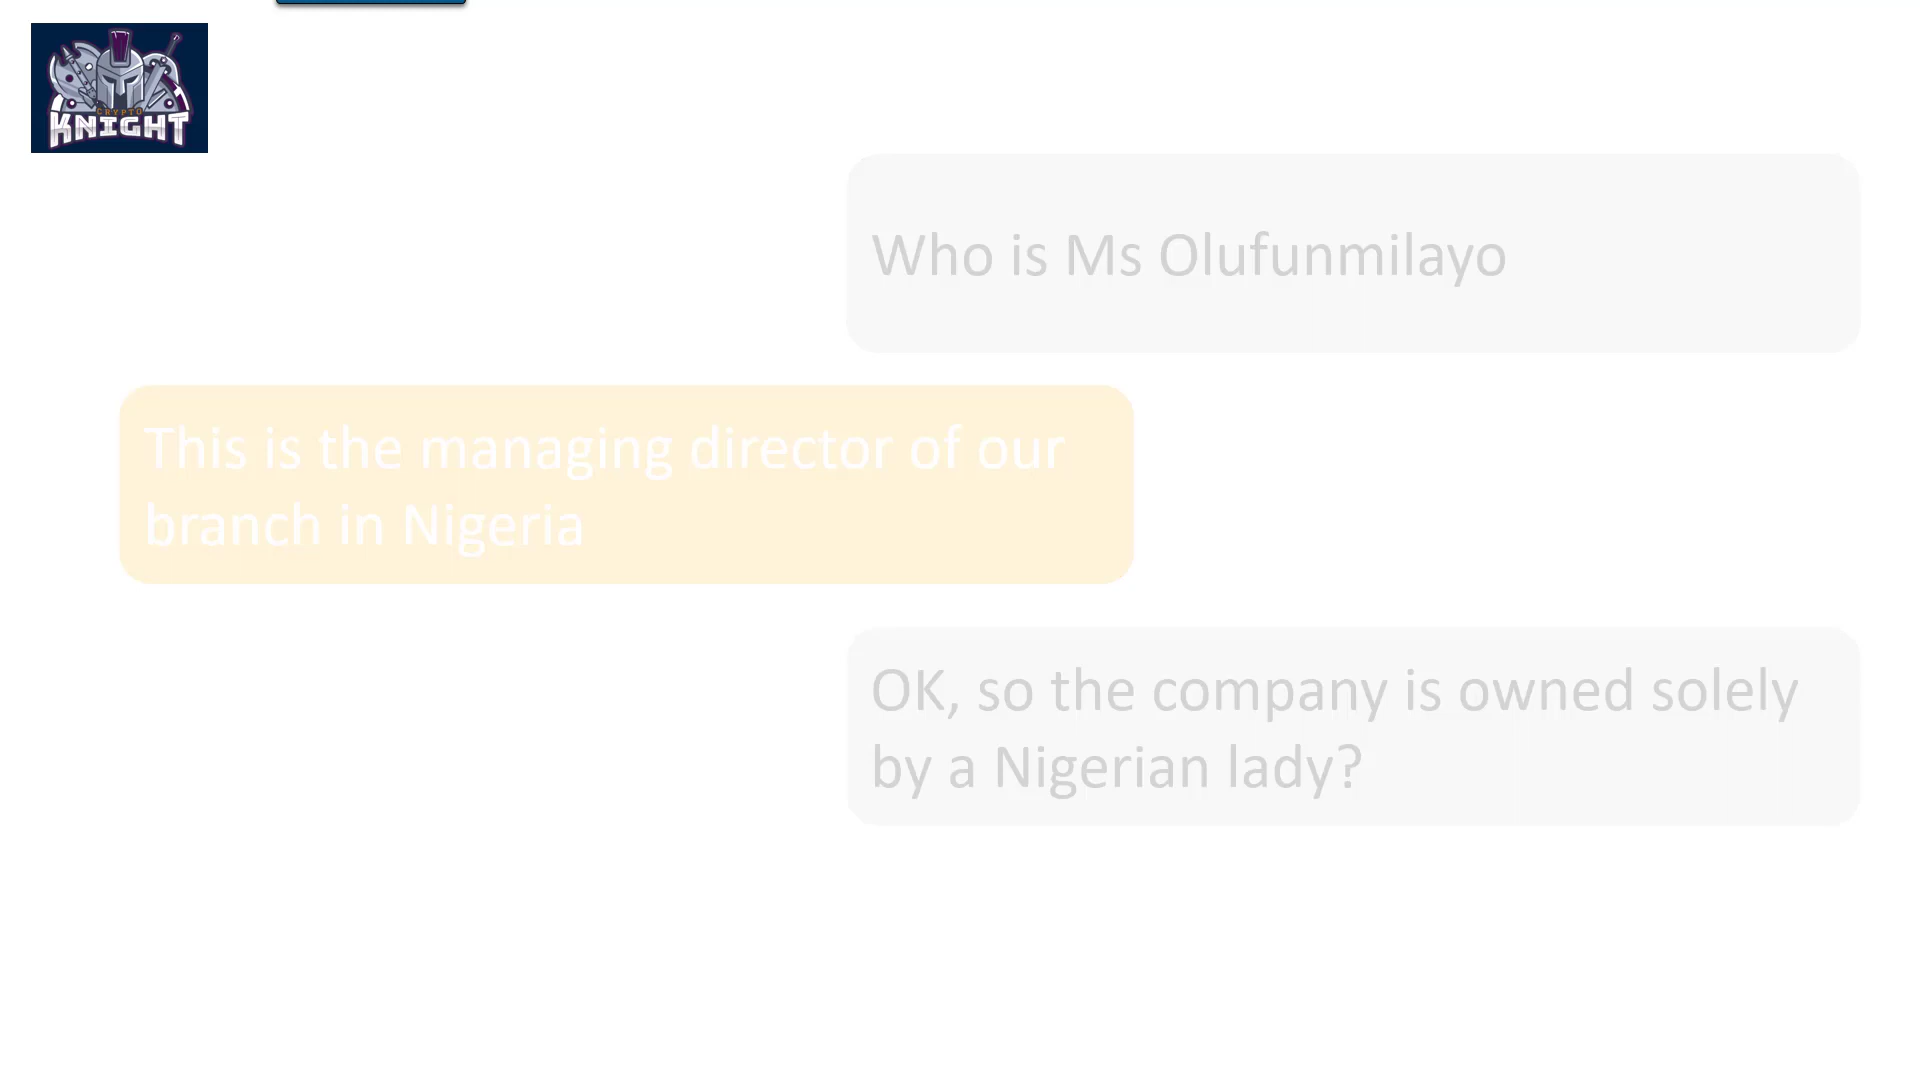 CRYPTO
KNIGHT
Who is Ms Olufunmilayo
This is the managing director of our
branch in Nigeria
OK, so the company is owned solely
by a Nigerian lady?